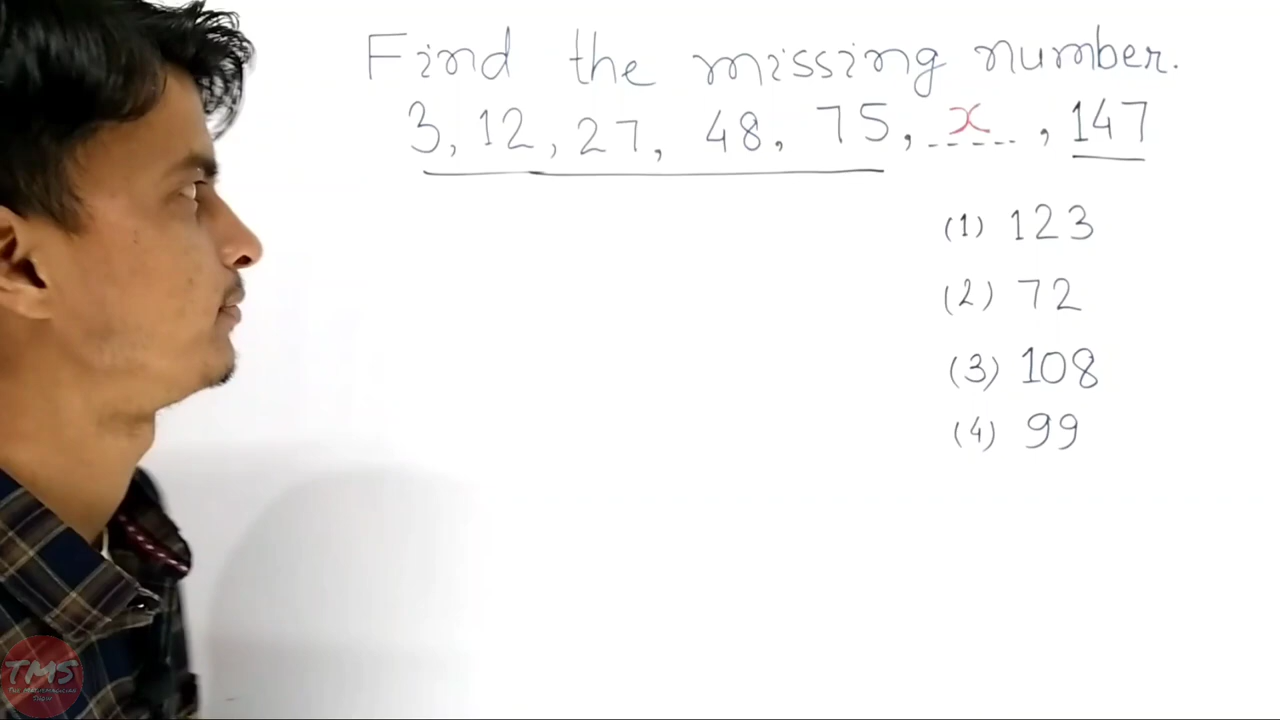 Find the missing number.
3, 12, 27, 48, 75, x, 147
(1) 123
(2) 72
(3) 108
(4) 99
TMS